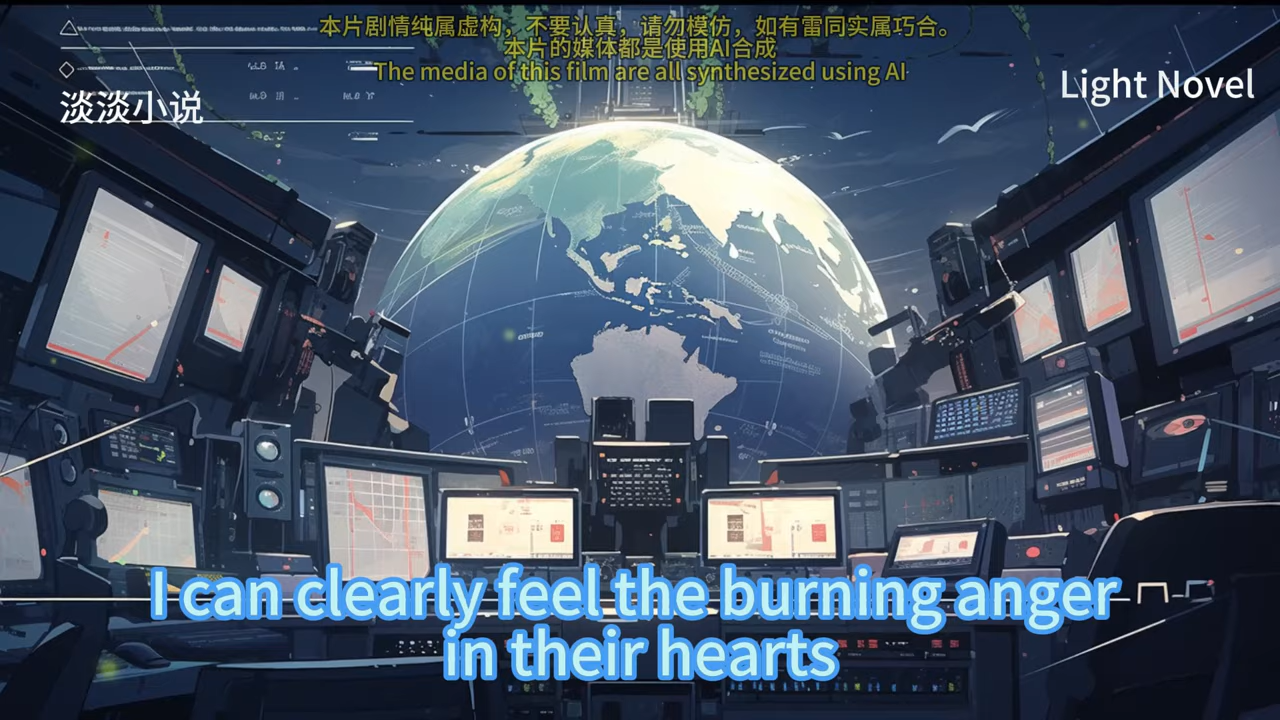 本片剧情纯属虚构，不要认真，请勿模仿，如有雷同实属巧合。
本片的媒体都是使用AI合成
The media of this film are all synthesized using AI
淡淡小说
Light Novel
I can clearly feel the burning anger
in their hearts